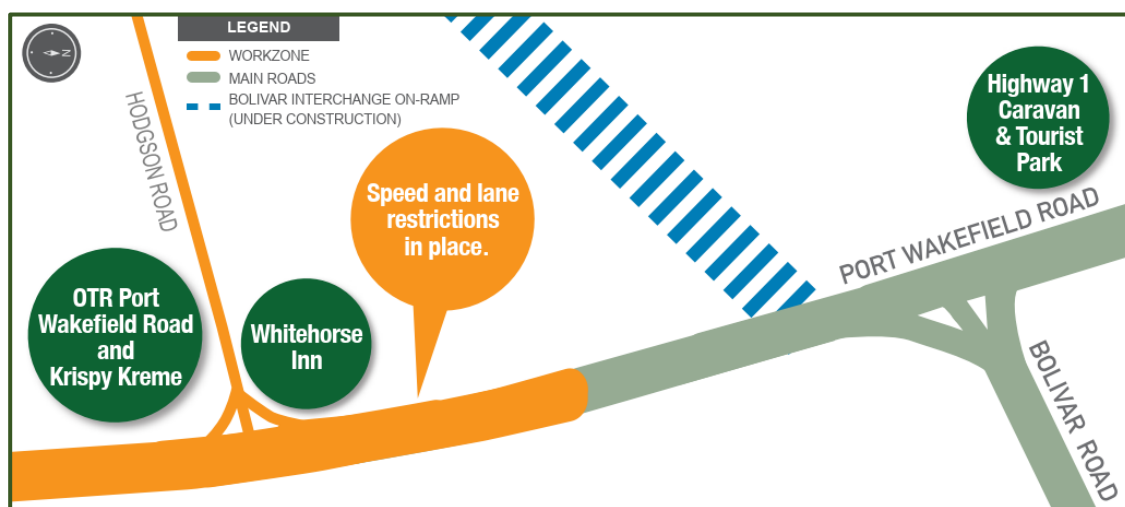 N
LEGEND
WORKZONE
MAIN ROADS
BOLIVAR INTERCHANGE ON-RAMP
(UNDER CONSTRUCTION)
HODGSON ROAD
Highway 1
Caravan
& Tourist
Park
Speed and lane
restrictions
in place.
PORT WAKEFIELD ROAD
OTR Port
Wakefield Road
and
Krispy Kreme
Whitehorse
Inn
BOLIVAR ROAD